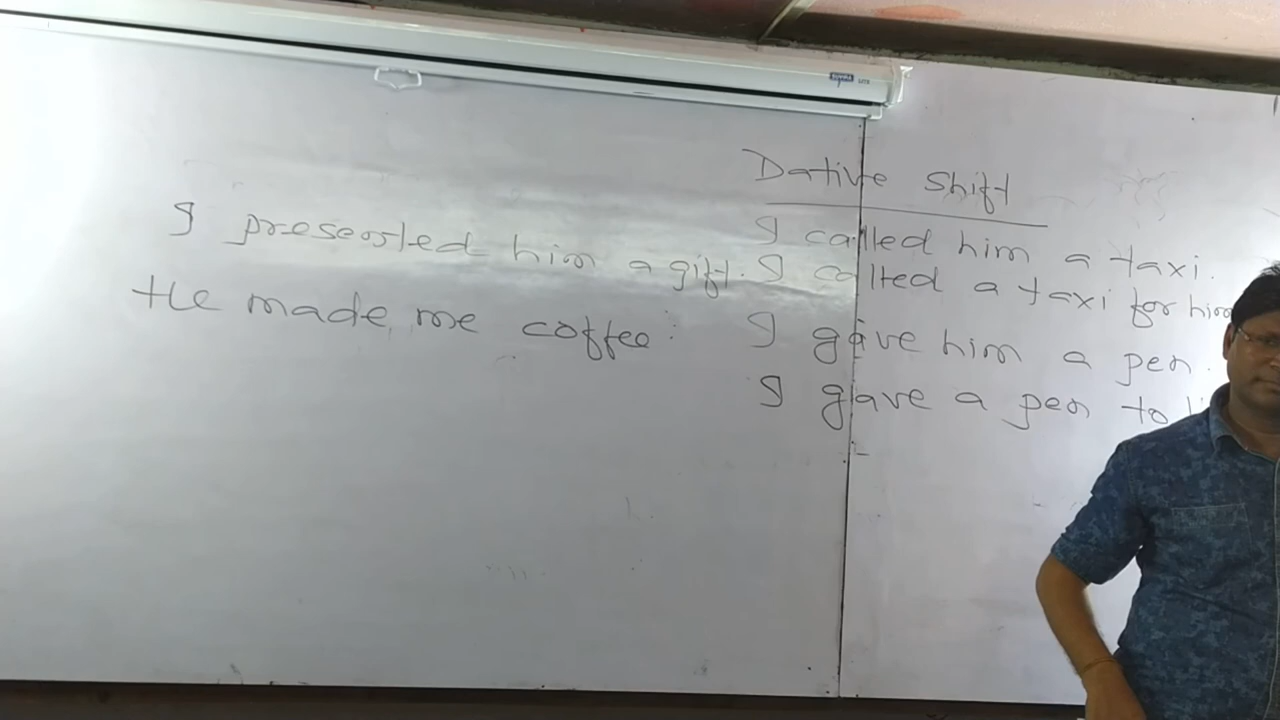 Dative Shift
I called him a taxi.
I called a taxi for him
I gave him a pen.
I gave a pen to
I presented him a gift.
He made me coffee.